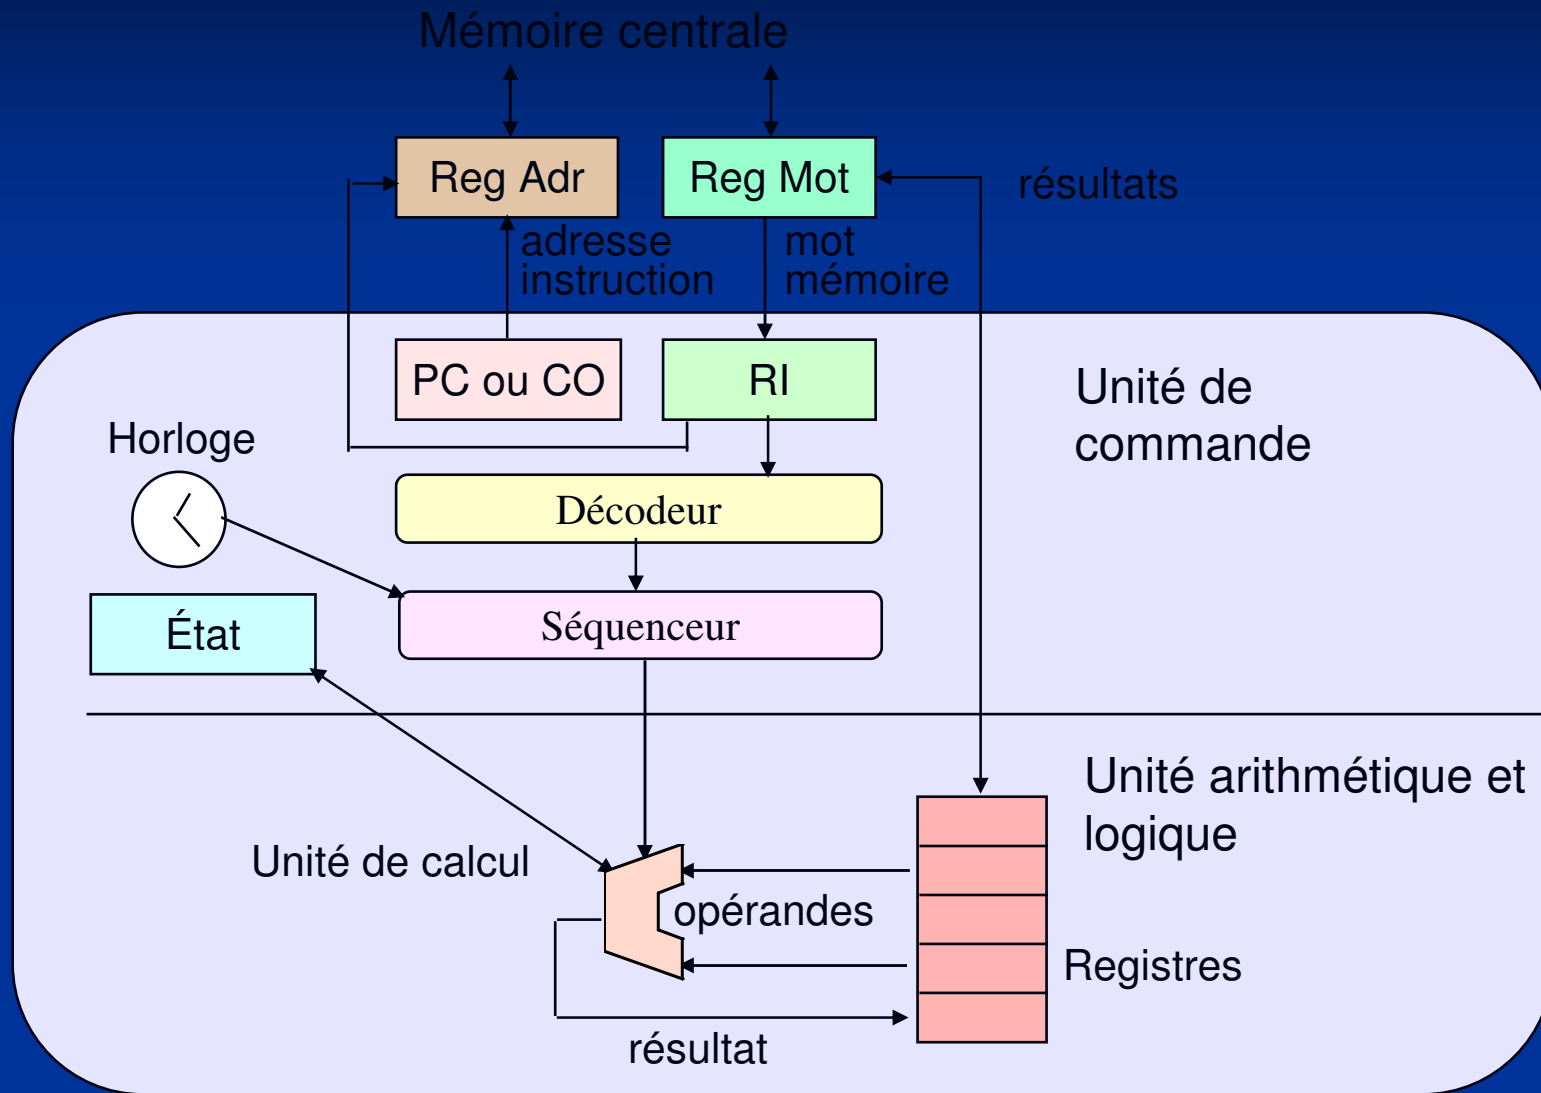 Mémoire centrale
Reg Adr
Reg Mot
résultats
adresse
instruction
mot
mémoire
PC ou CO
RI
Unité de
commande
Horloge
Décodeur
État
Séquenceur
Unité arithmétique et
logique
Unité de calcul
opérandes
Registres
résultat